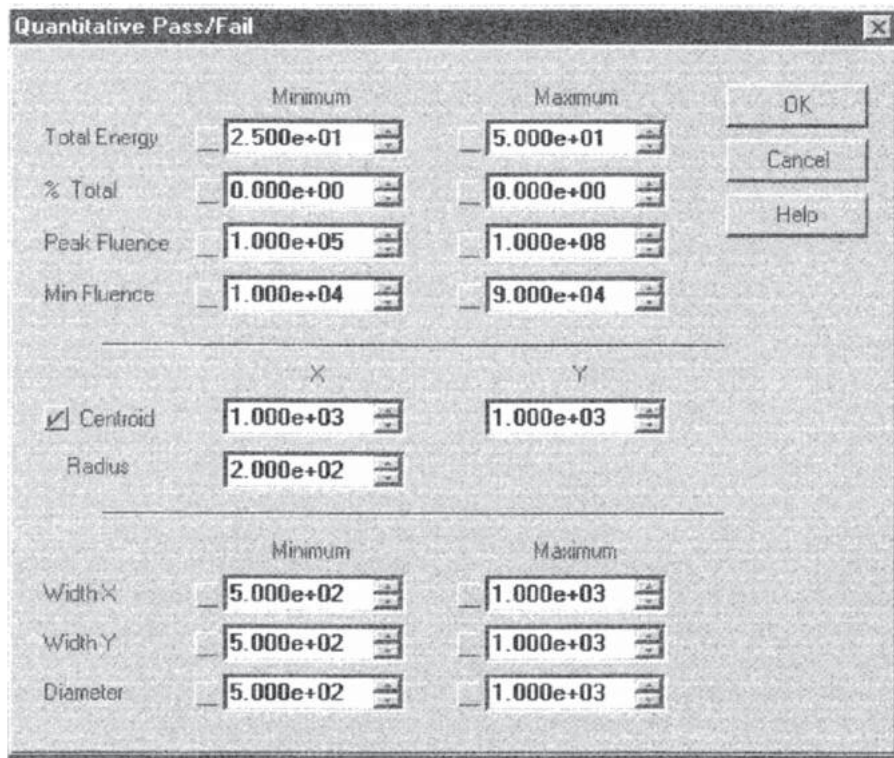 Quantitative Pass/Fail
Minimum Maximum OK
Total Energy 2.500e+01 5.000e+01
Cancel
% Total 0.000e+00 0.000e+00
Help
Peak Fluence 1.000e+05 1.000e+08
Min Fluence 1.000e+04 9.000e+04
X Y
Centroid 1.000e+03 1.000e+03
Radius 2.000e+02
Minimum Maximum
Width X 5.000e+02 1.000e+03
Width Y 5.000e+02 1.000e+03
Diameter 5.000e+02 1.000e+03